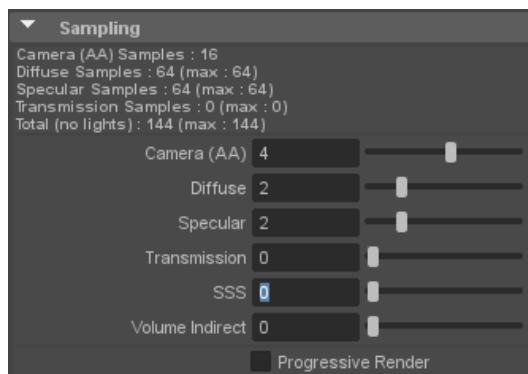 Sampling
Camera (AA) Samples : 16
Diffuse Samples : 64 (max : 64)
Specular Samples : 64 (max : 64)
Transmission Samples : 0 (max : 0)
Total (no lights) : 144 (max : 144)
Camera (AA) 4
Diffuse 2
Specular 2
Transmission 0
SSS 0
Volume Indirect 0
Progressive Render